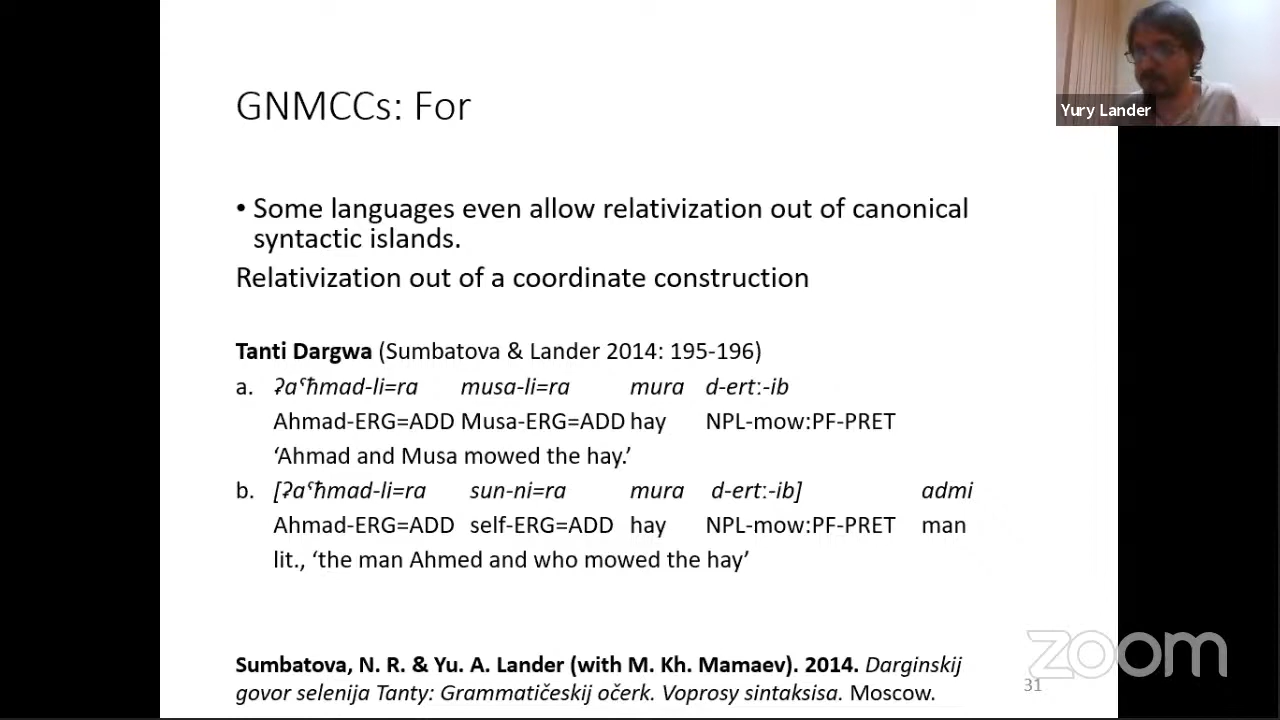 GNMCCs: For
Yury Lander
• Some languages even allow relativization out of canonical
syntactic islands.
Relativization out of a coordinate construction
Tanti Dargwa (Sumbatova & Lander 2014: 195-196)
a. ʡaˤħmad-li=ra musa-li=ra mura d-ertː-ib
Ahmad-ERG=ADD Musa-ERG=ADD hay NPL-mow:PF-PRET
‘Ahmad and Musa mowed the hay.’
b. [ʡaˤħmad-li=ra sun-ni=ra mura d-ertː-ib] admi
Ahmad-ERG=ADD self-ERG=ADD hay NPL-mow:PF-PRET man
lit., ‘the man Ahmed and who mowed the hay’
Sumbatova, N. R. & Yu. A. Lander (with M. Kh. Mamaev). 2014. Darginskij
govor selenija Tanty: Grammatičeskij očerk. Voprosy sintaksisa. Moscow.
zoom
31